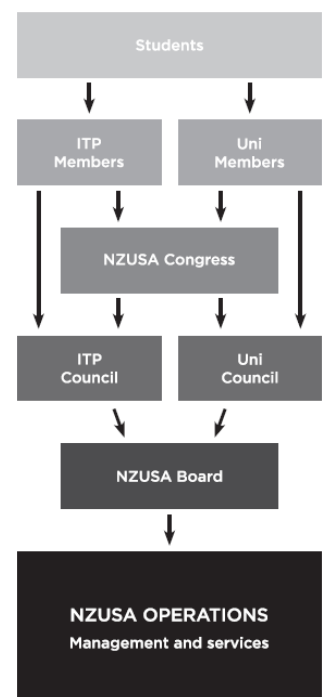 Students
ITP
Members
Uni
Members
NZUSA Congress
ITP
Council
Uni
Council
NZUSA Board
NZUSA OPERATIONS
Management and services